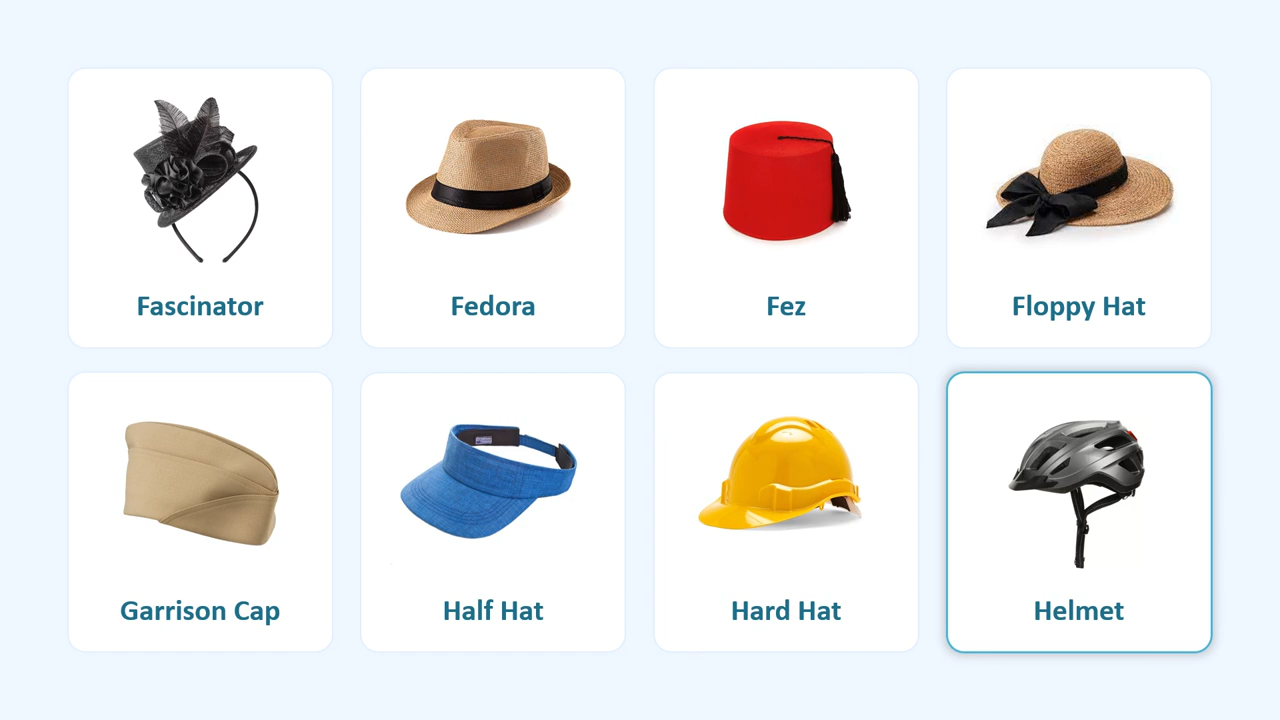 Fascinator
Fedora
Fez
Floppy Hat
Garrison Cap
Half Hat
Hard Hat
Helmet